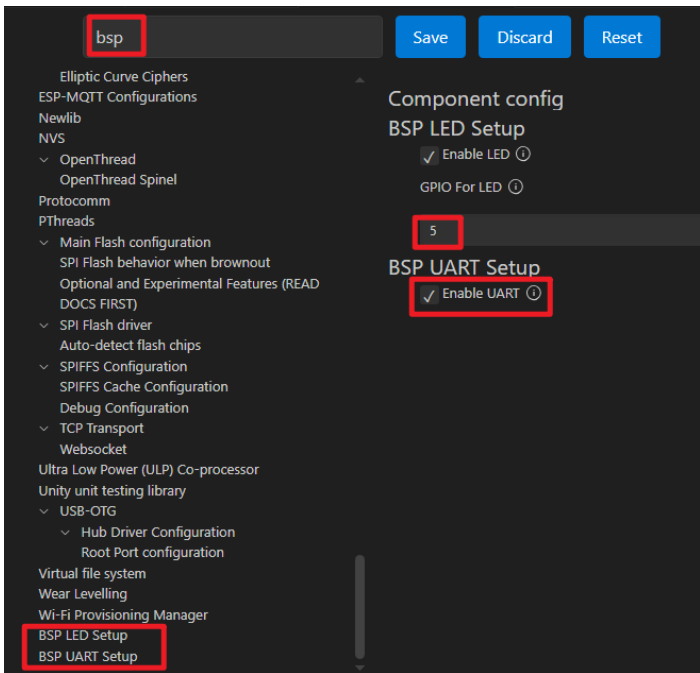 bsp
Save
Discard
Reset
Elliptic Curve Ciphers
ESP-MQTT Configurations
Newlib
NVS
OpenThread
OpenThread Spinel
Protocomm
PThreads
Main Flash configuration
SPI Flash behavior when brownout
Optional and Experimental Features (READ
DOCS FIRST)
SPI Flash driver
Auto-detect flash chips
SPIFFS Configuration
SPIFFS Cache Configuration
Debug Configuration
TCP Transport
Websocket
Ultra Low Power (ULP) Co-processor
Unity unit testing library
USB-OTG
Hub Driver Configuration
Root Port configuration
Virtual file system
Wear Levelling
Wi-Fi Provisioning Manager
BSP LED Setup
BSP UART Setup
Component config
BSP LED Setup
Enable LED
GPIO For LED
5
BSP UART Setup
Enable UART